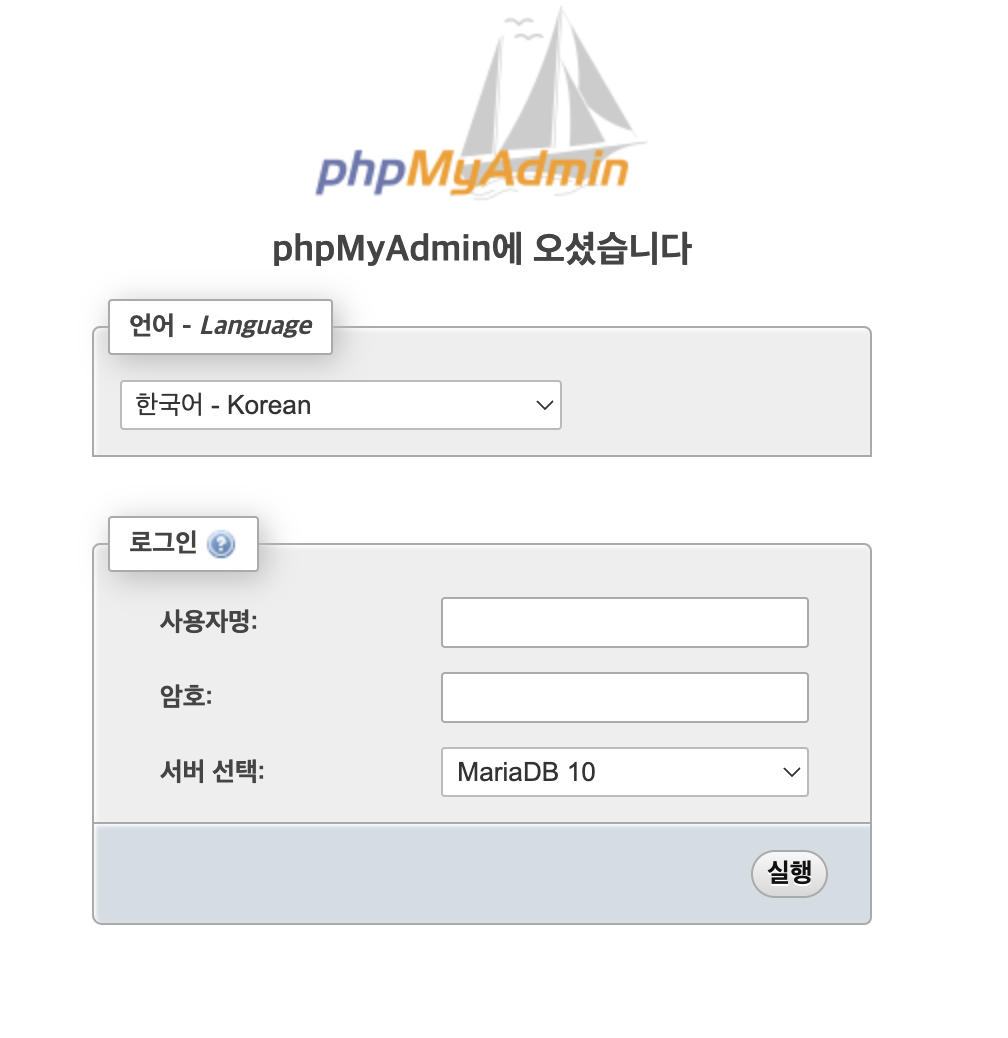 phpMyAdmin
phpMyAdmin에 오셨습니다
언어 - Language
한국어 - Korean
로그인 ?
사용자명:
암호:
서버 선택: MariaDB 10
실행